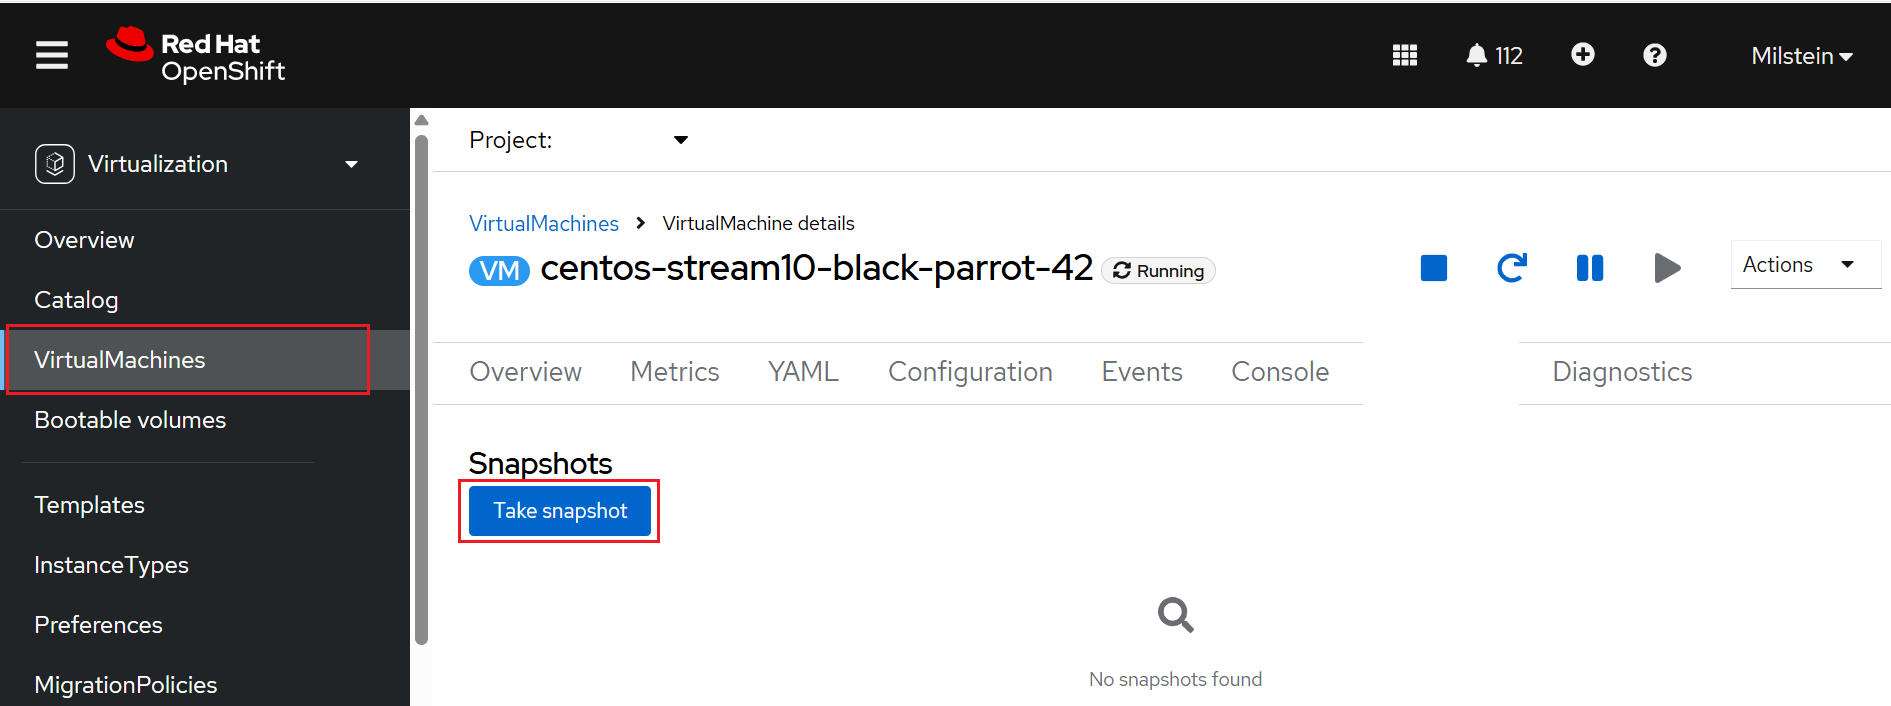 Red Hat
OpenShift
112
Milstein
Virtualization
Overview
Catalog
VirtualMachines
Bootable volumes
Templates
InstanceTypes
Preferences
MigrationPolicies
Project:
VirtualMachines > VirtualMachine details
VM centos-stream10-black-parrot-42 Running
Actions
Overview Metrics YAML Configuration Events Console Diagnostics
Snapshots
Take snapshot
No snapshots found